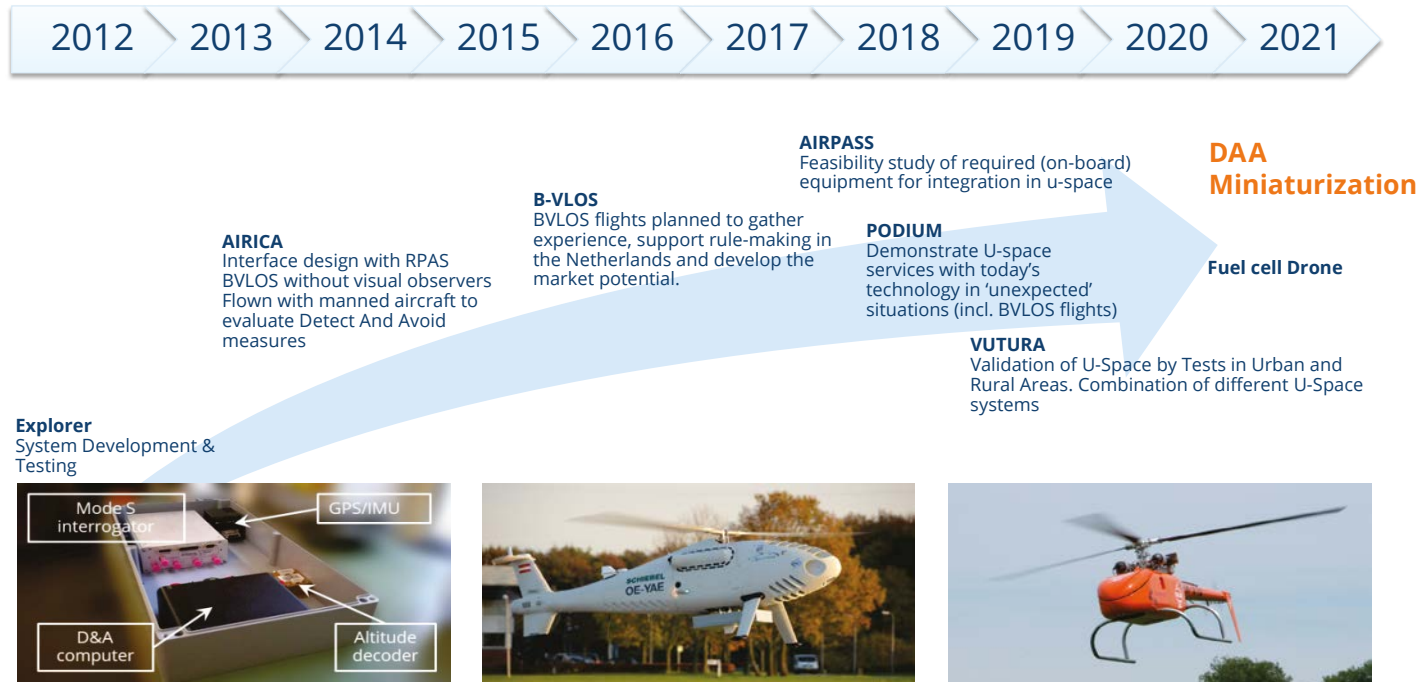 2012 2013 2014 2015 2016 2017 2018 2019 2020 2021
AIRPASS
Feasibility study of required (on-board)
equipment for integration in u-space
DAA
Miniaturization
B-VLOS
BVLOS flights planned to gather
experience, support rule-making in
the Netherlands and develop the
market potential.
PODIUM
Demonstrate U-space
services with today's
technology in ‘unexpected’
situations (incl. BVLOS flights)
AIRICA
Interface design with RPAS
BVLOS without visual observers
Flown with manned aircraft to
evaluate Detect And Avoid
measures
Fuel cell Drone
VUTURA
Validation of U-Space by Tests in Urban and
Rural Areas. Combination of different U-Space
systems
Explorer
System Development &
Testing
Mode S
interrogator
GPS/IMU
D&A
computer
Altitude
decoder
SCHIEBEL
OE-YAE